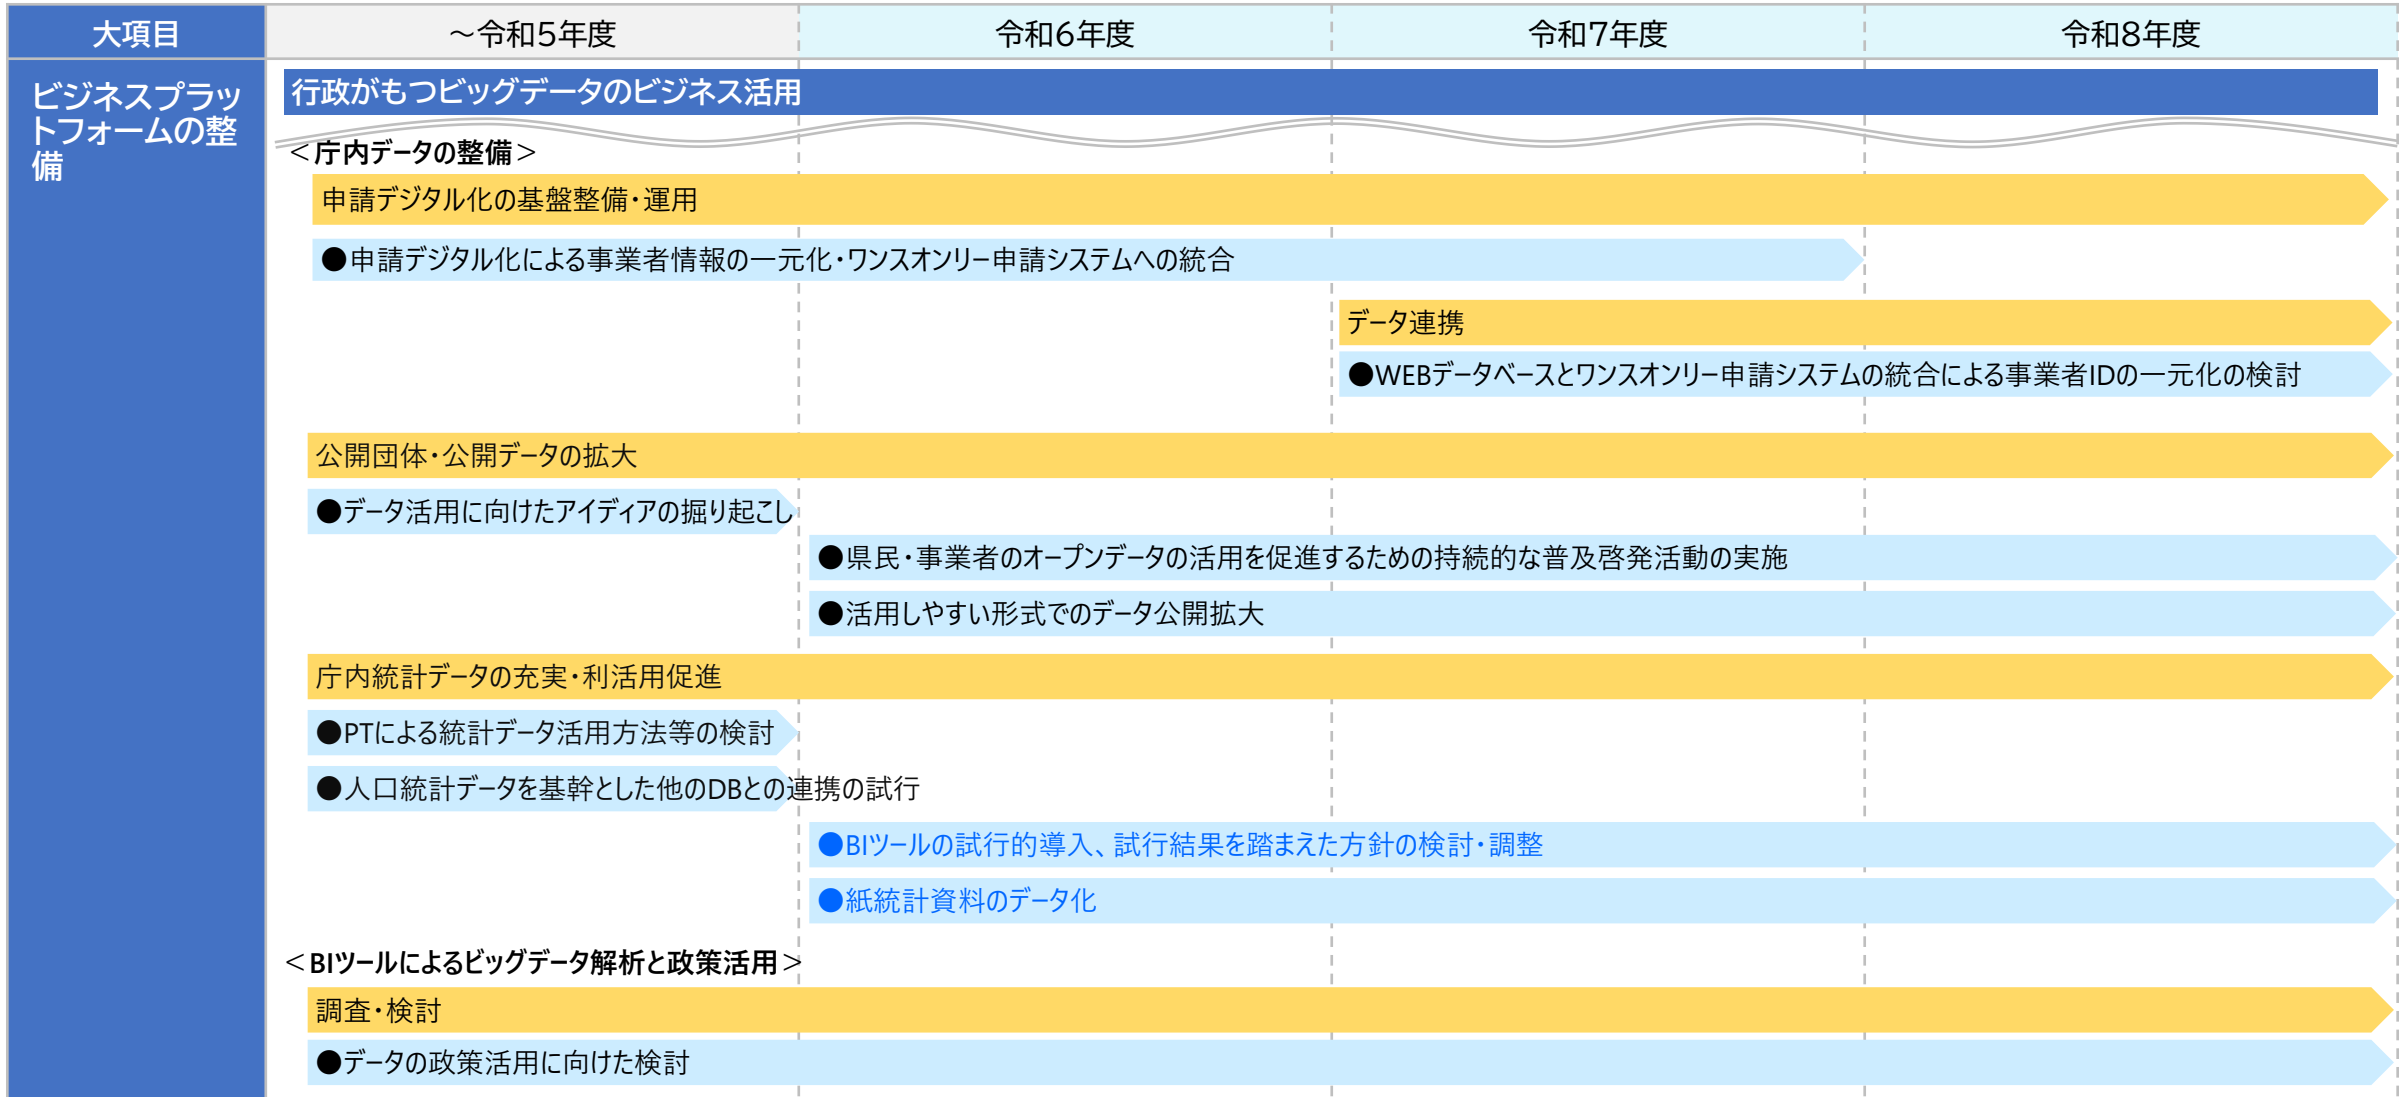 大項目
～令和5年度
令和6年度
令和7年度
令和8年度
ビジネスプラッ
トフォームの整
備
行政がもつビッグデータのビジネス活用
＜庁内データの整備＞
申請デジタル化の基盤整備・運用
●申請デジタル化による事業者情報の一元化・ワンスオンリー申請システムへの統合
データ連携
●WEBデータベースとワンスオンリー申請システムの統合による事業者IDの一元化の検討
公開団体・公開データの拡大
●データ活用に向けたアイディアの掘り起こし
●県民・事業者のオープンデータの活用を促進するための持続的な普及啓発活動の実施
●活用しやすい形式でのデータ公開拡大
庁内統計データの充実・利活用促進
●PTによる統計データ活用方法等の検討
●人口統計データを基幹とした他のDBとの連携の試行
●BIツールの試行的導入、試行結果を踏まえた方針の検討・調整
●紙統計資料のデータ化
＜BIツールによるビッグデータ解析と政策活用＞
調査・検討
●データの政策活用に向けた検討